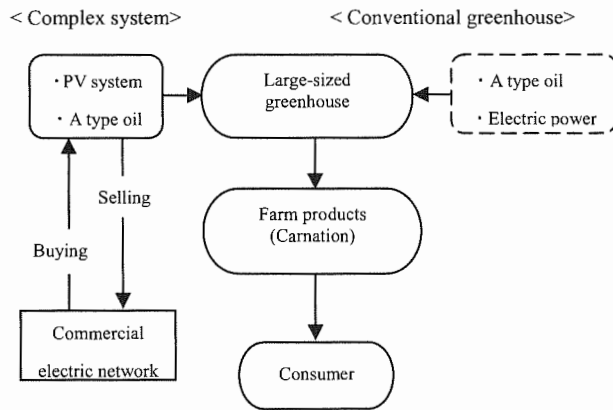 < Complex system>
< Conventional greenhouse>
・PV system
・A type oil
Large-sized
greenhouse
・A type oil
・Electric power
Selling
Buying
Farm products
(Carnation)
Commercial
electric network
Consumer